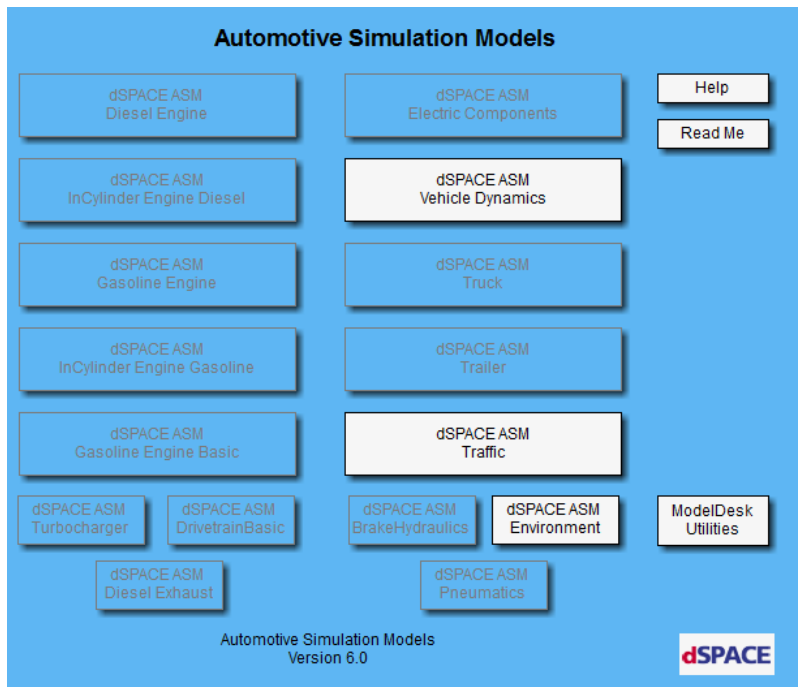 Automotive Simulation Models
dSPACE ASM
Diesel Engine
dSPACE ASM
Electric Components
Help
Read Me
dSPACE ASM
InCylinder Engine Diesel
dSPACE ASM
Vehicle Dynamics
dSPACE ASM
Gasoline Engine
dSPACE ASM
Truck
dSPACE ASM
InCylinder Engine Gasoline
dSPACE ASM
Trailer
dSPACE ASM
Gasoline Engine Basic
dSPACE ASM
Traffic
dSPACE ASM
Turbocharger
dSPACE ASM
DrivetrainBasic
dSPACE ASM
BrakeHydraulics
dSPACE ASM
Environment
ModelDesk
Utilities
dSPACE ASM
Diesel Exhaust
dSPACE ASM
Pneumatics
Automotive Simulation Models
Version 6.0
dSPACE